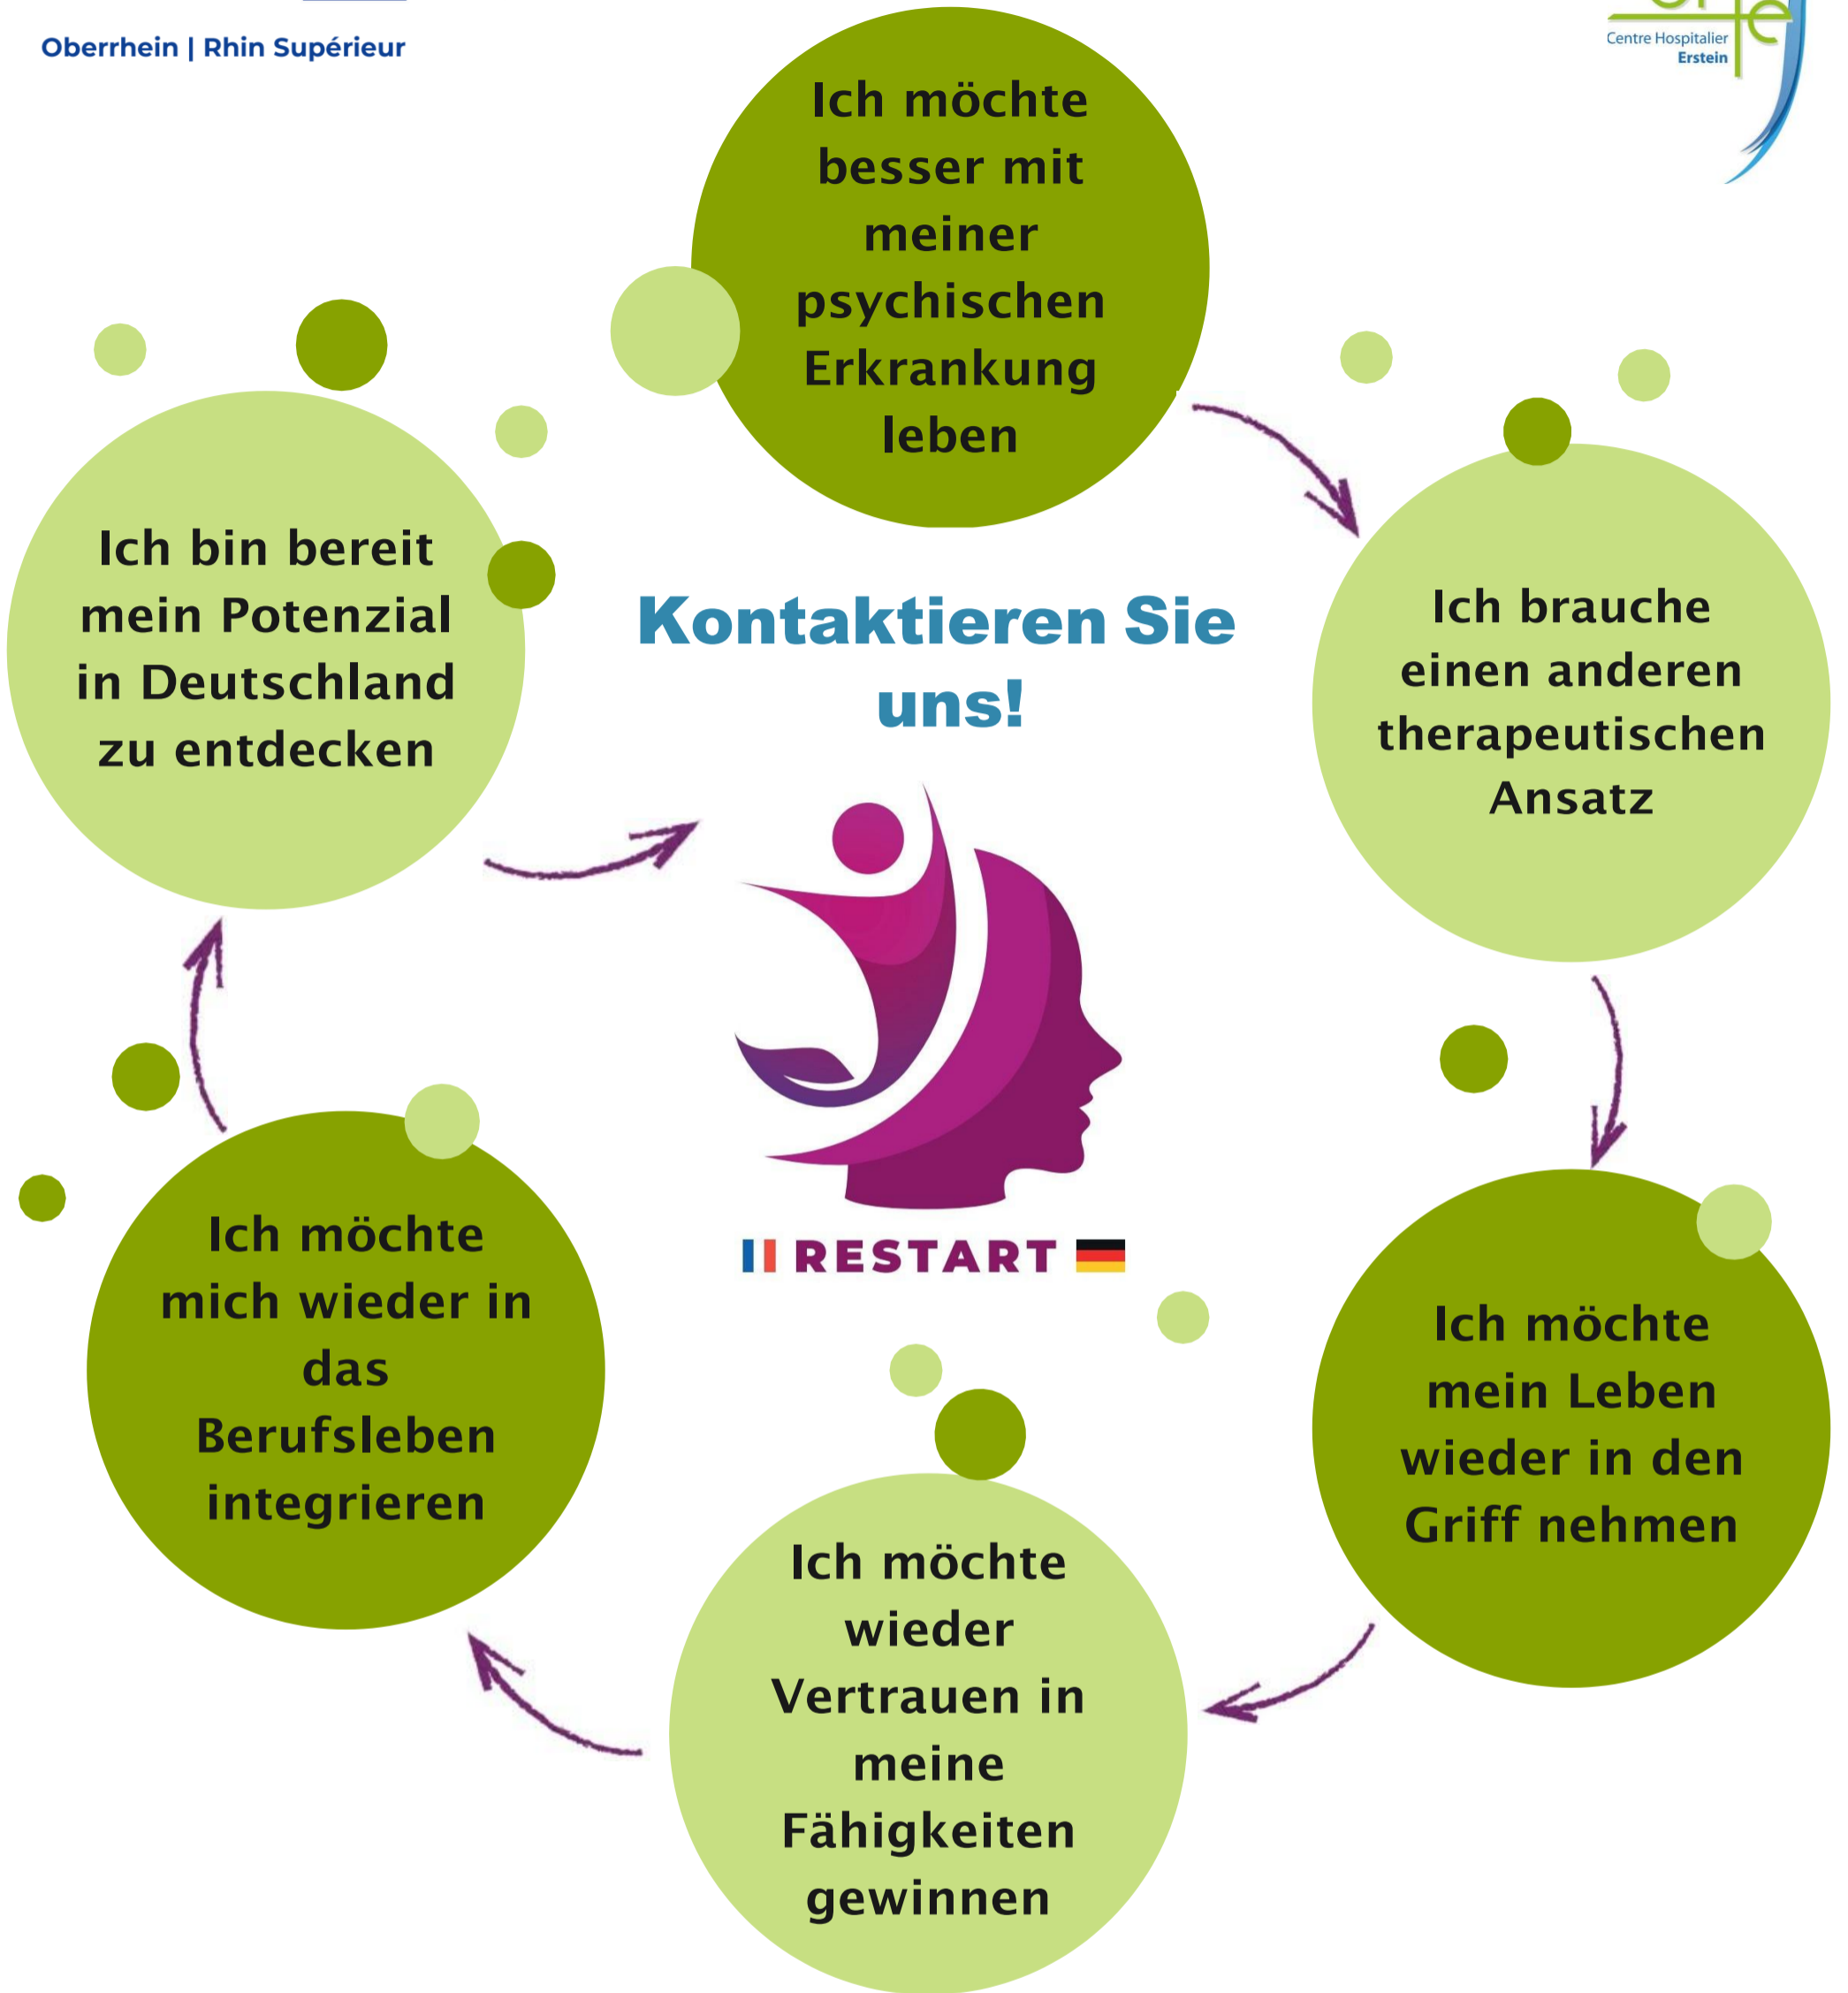 Oberrhein | Rhin Supérieur
Centre Hospitalier
Erstein
Ich möchte
besser mit
meiner
psychischen
Erkrankung
leben
Ich brauche
einen anderen
therapeutischen
Ansatz
Ich möchte
mein Leben
wieder in den
Griff nehmen
Ich möchte
wieder
Vertrauen in
meine
Fähigkeiten
gewinnen
Ich möchte
mich wieder in
das
Berufsleben
integrieren
Ich bin bereit
mein Potenzial
in Deutschland
zu entdecken
Kontaktieren Sie
uns!
RESTART